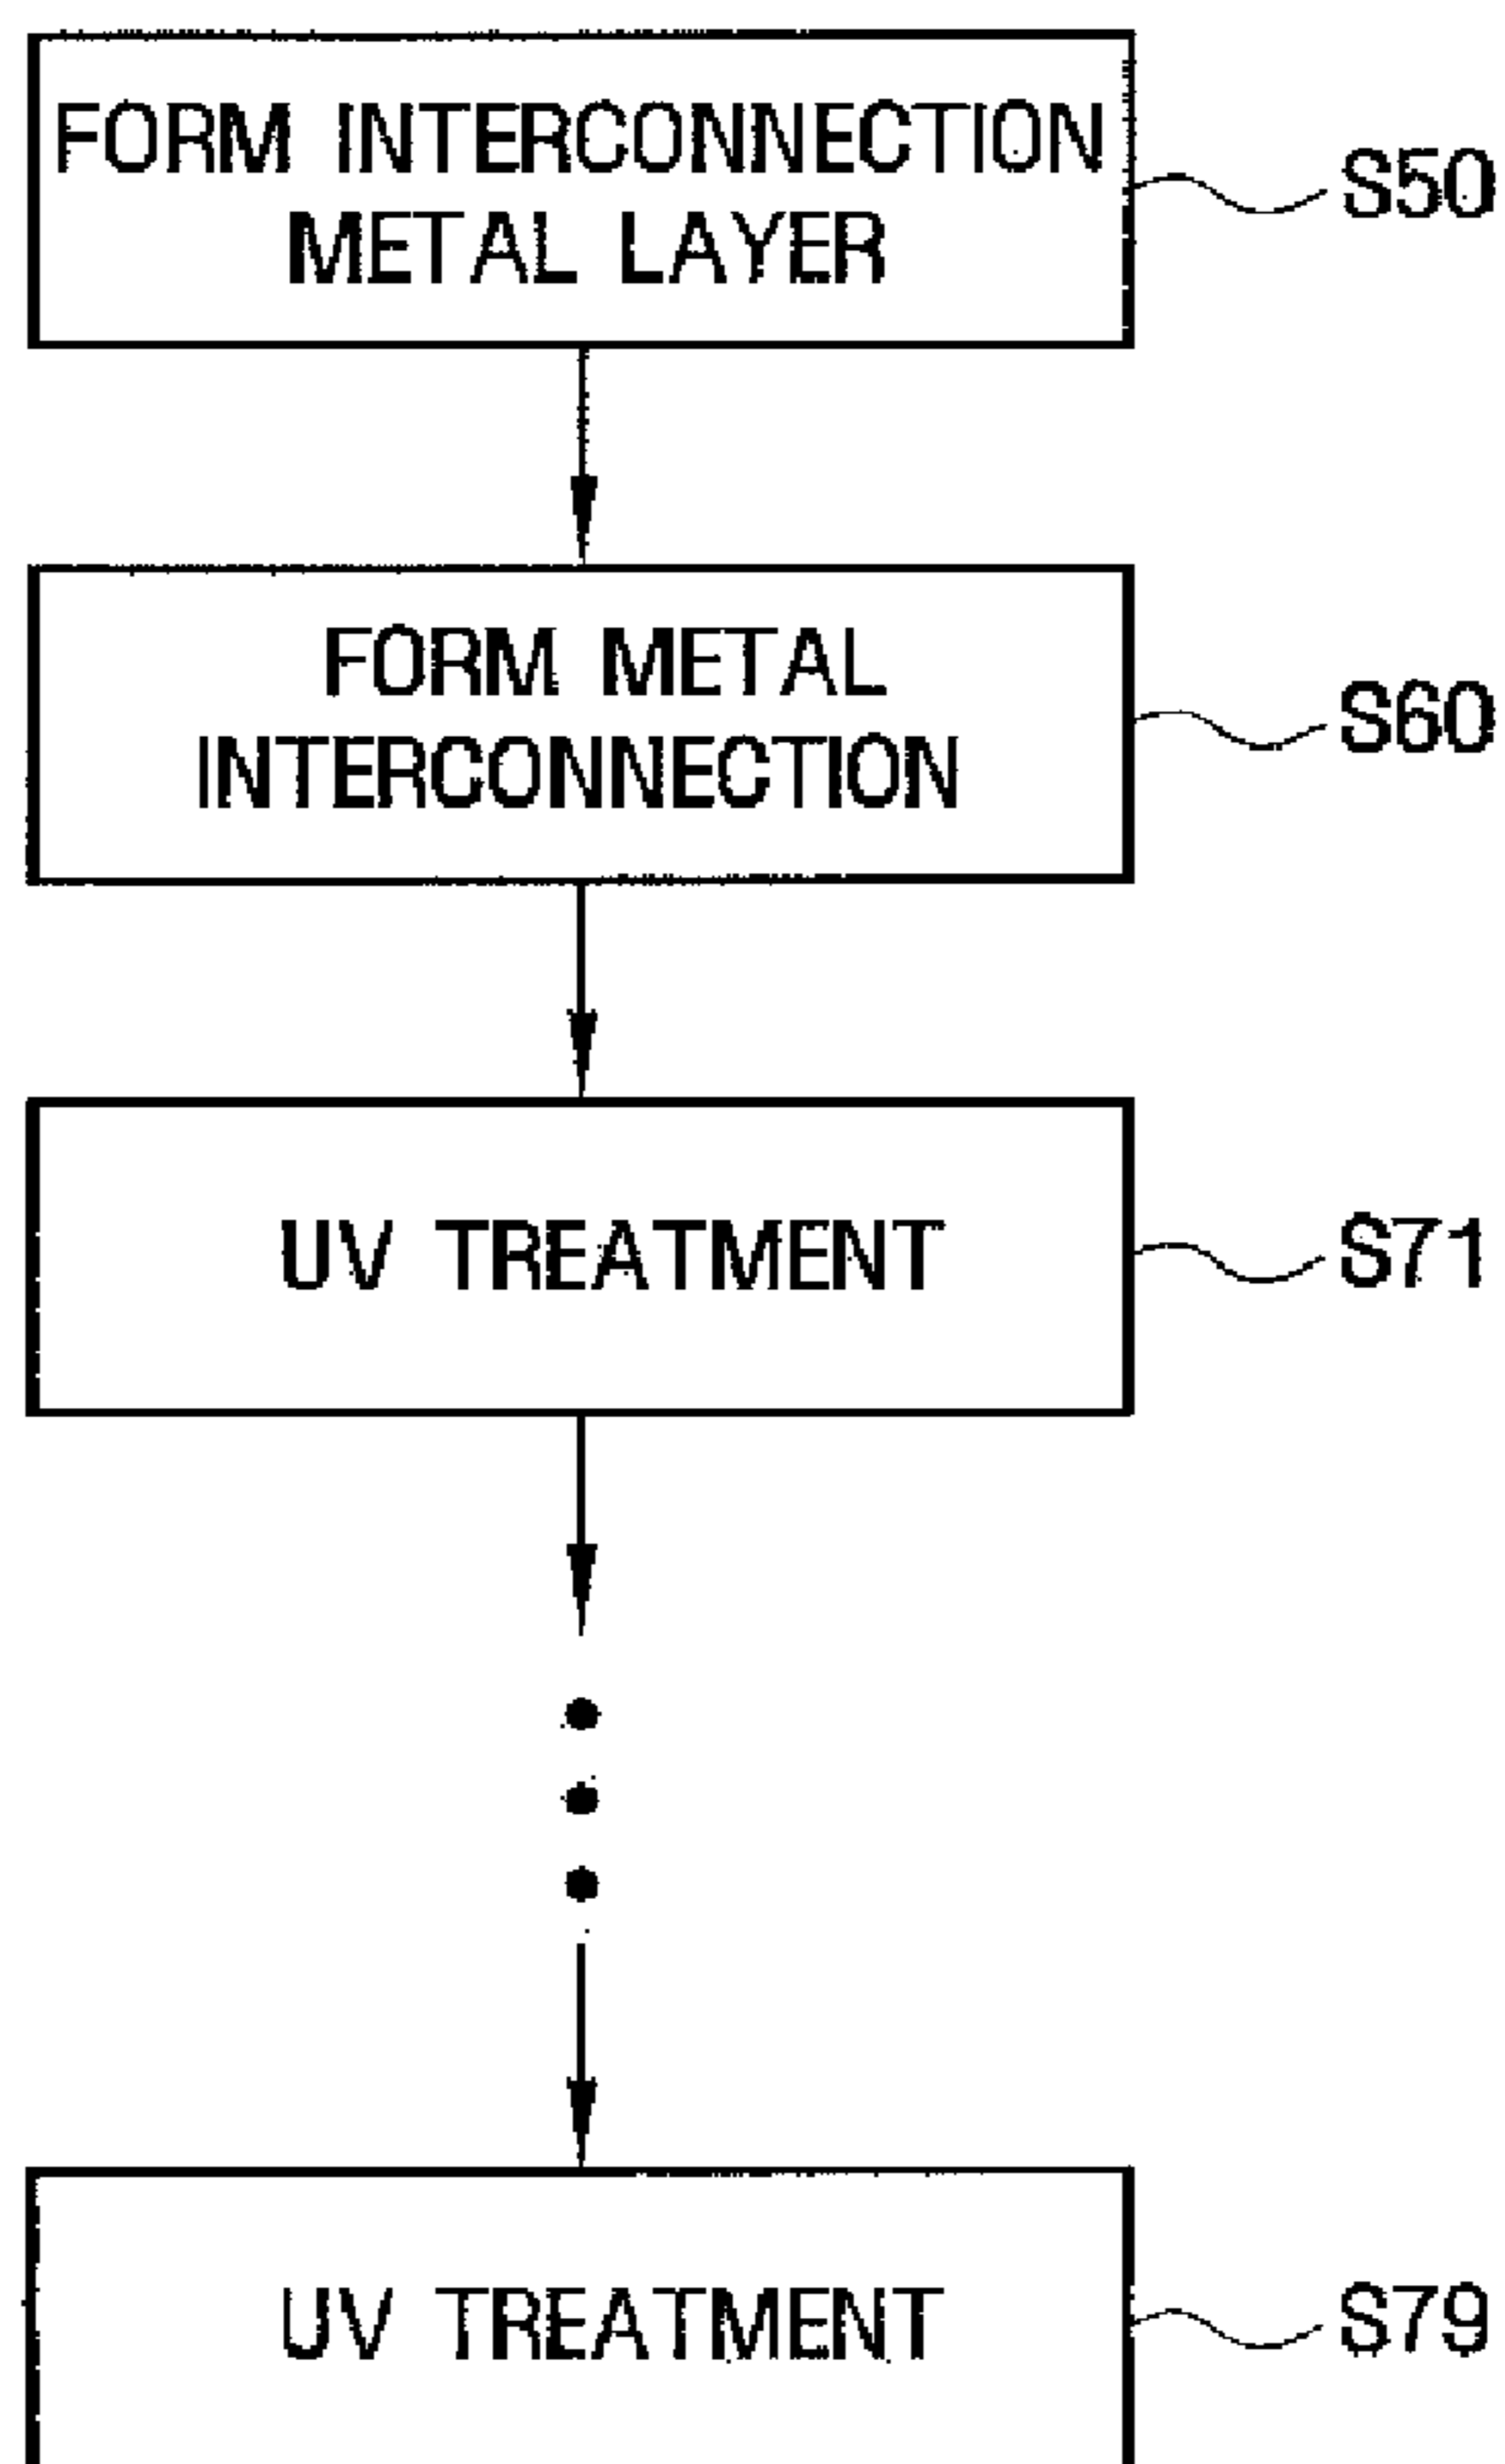 FORM INTERCONNECTION
METAL LAYER
S50
FORM METAL
INTERCONNECTION
S60
UV TREATMENT
S71
UV TREATMENT
S79